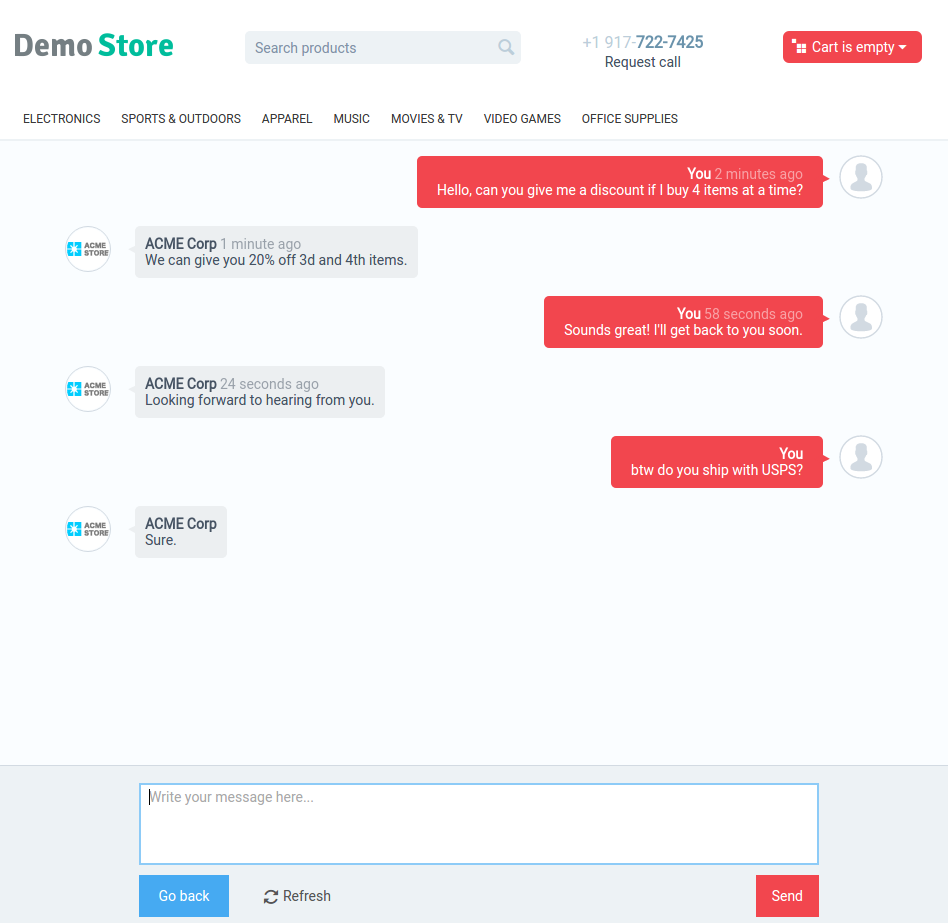 Demo Store
Search products
+1 917-722-7425
Request call
Cart is empty
ELECTRONICS SPORTS & OUTDOORS APPAREL MUSIC MOVIES & TV VIDEO GAMES OFFICE SUPPLIES
You 2 minutes ago
Hello, can you give me a discount if I buy 4 items at a time?
ACME STORE
ACME Corp 1 minute ago
We can give you 20% off 3d and 4th items.
You 58 seconds ago
Sounds great! I'll get back to you soon.
ACME STORE
ACME Corp 24 seconds ago
Looking forward to hearing from you.
You
btw do you ship with USPS?
ACME STORE
ACME Corp
Sure.
Write your message here...
Go back
Refresh
Send